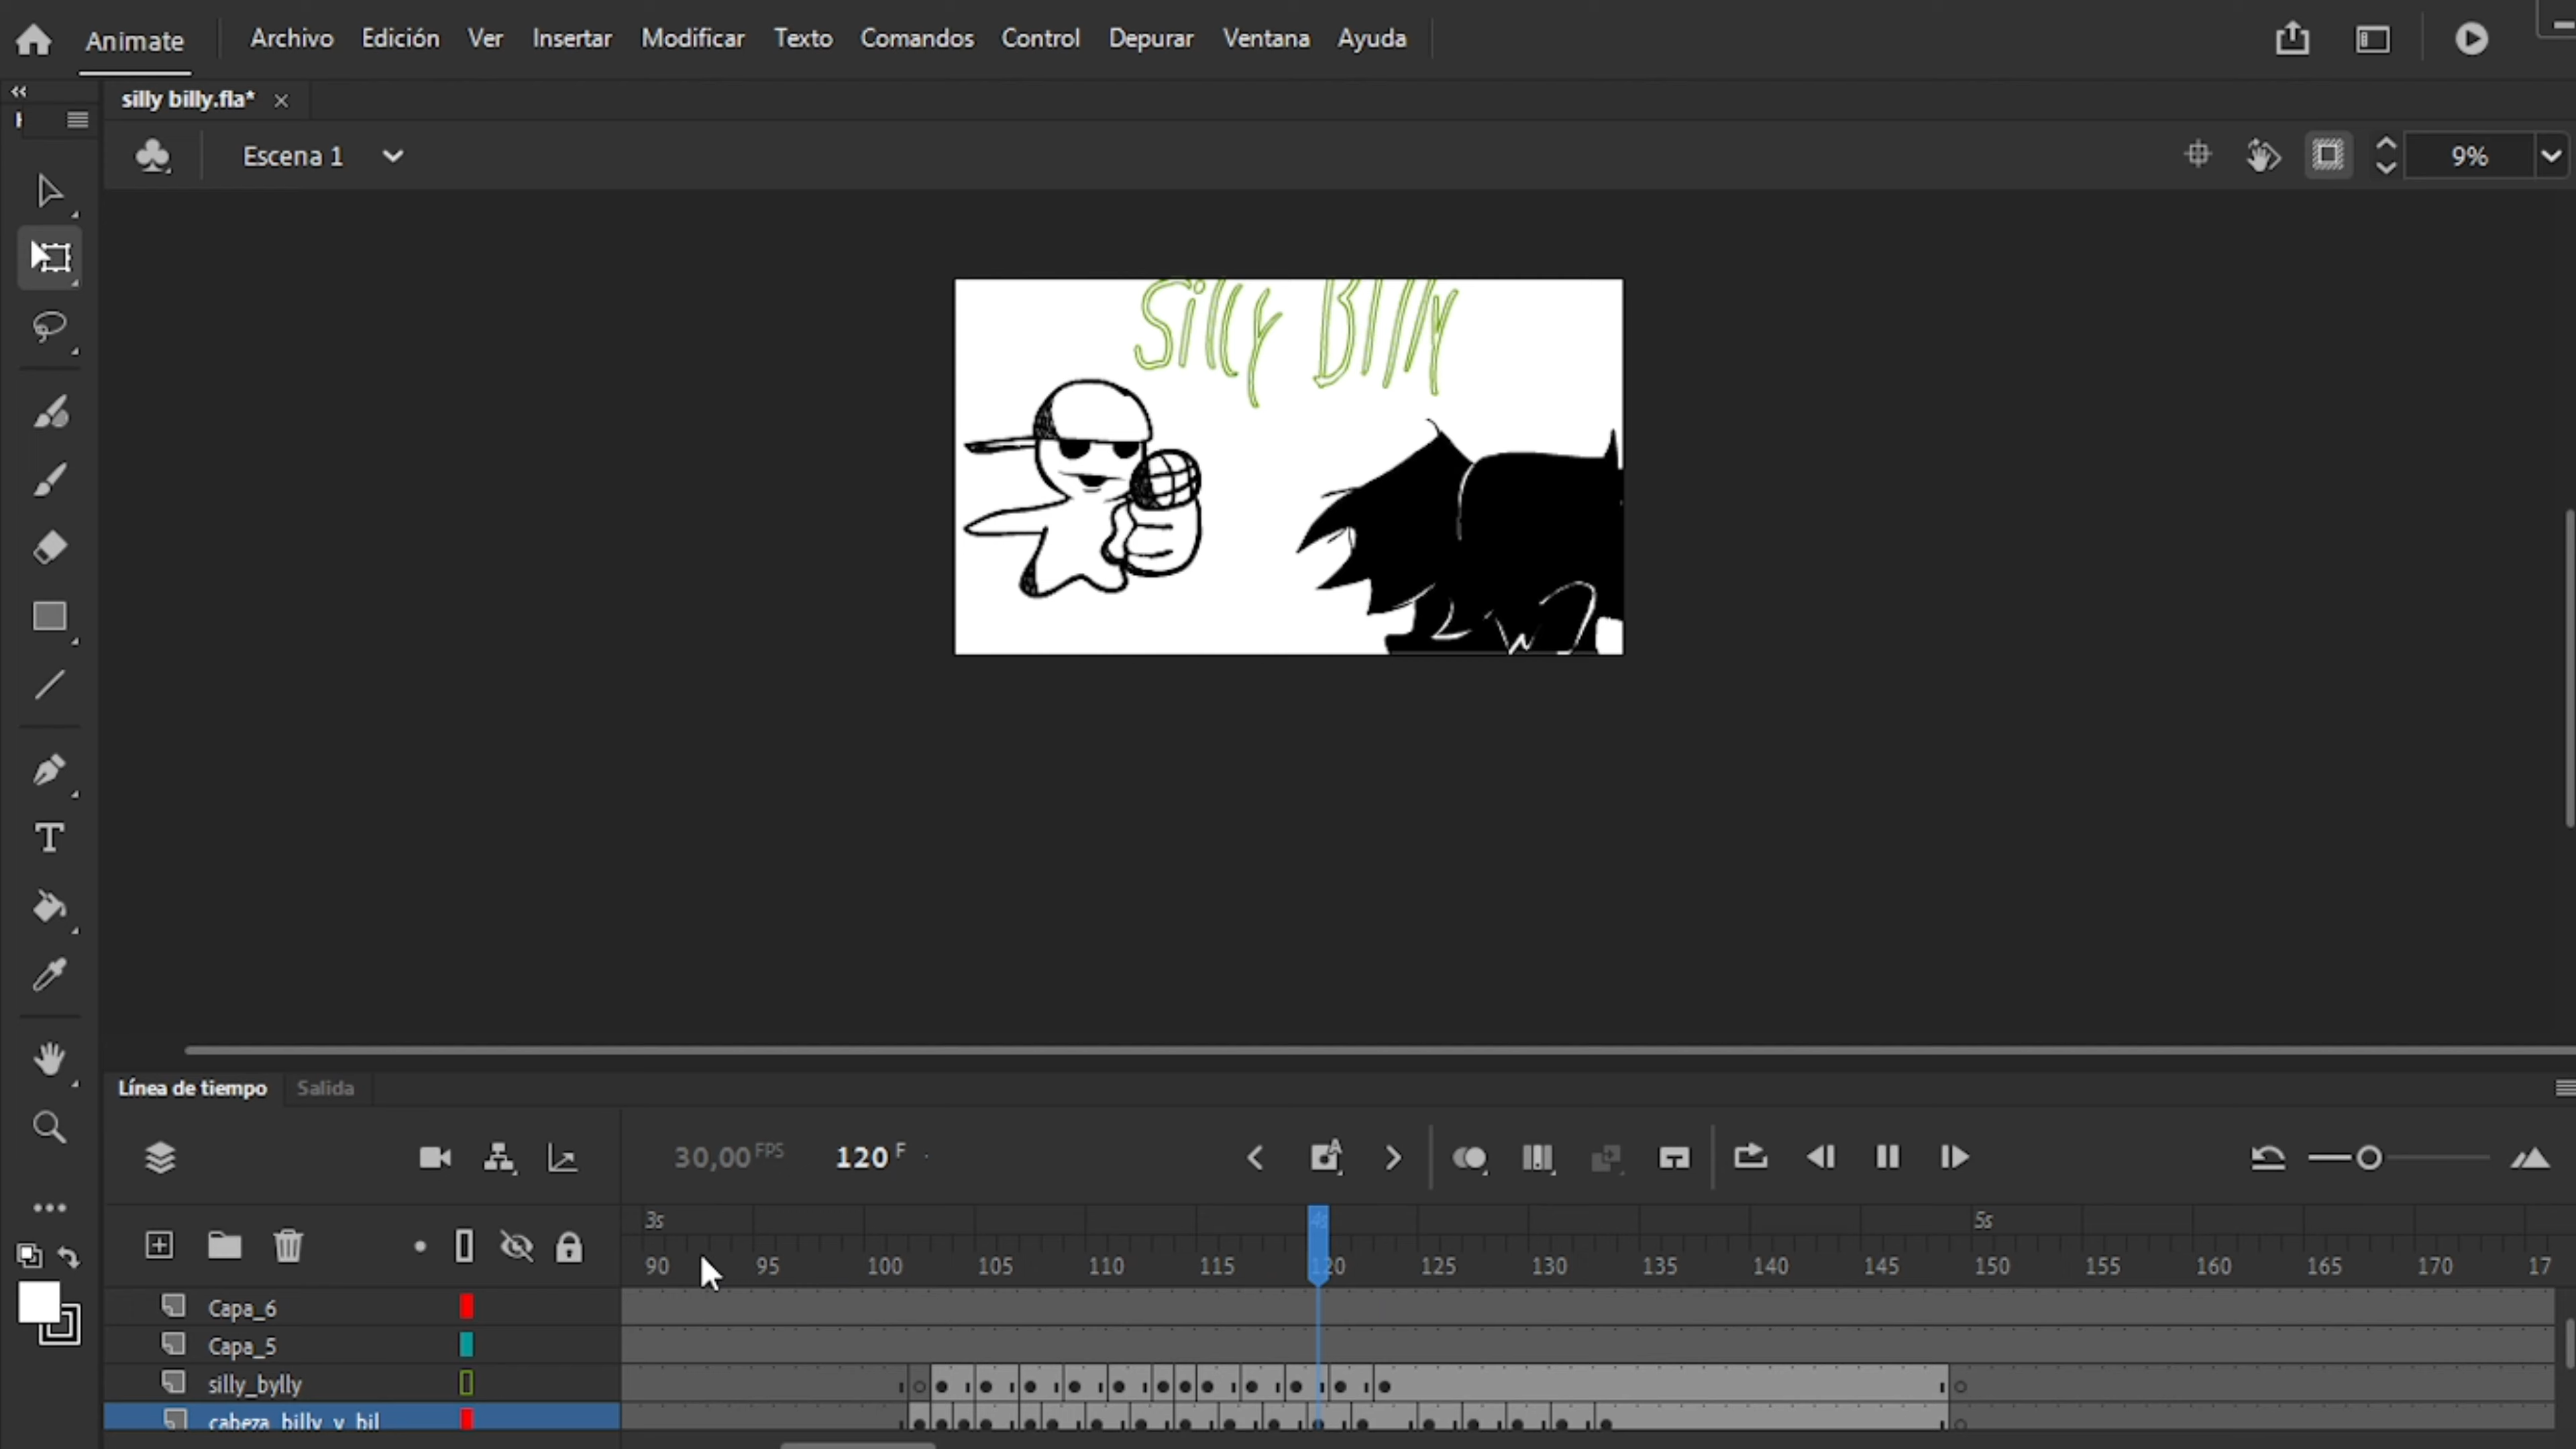 Animate Archivo Edición Ver Insertar Modificar Texto Comandos Control Depurar Ventana Ayuda
silly billy.fla*
Escena 1
9%
Silly Billy
Línea de tiempo Salida
30,00 FPS 120 F
3s 4s 5s
90 95 100 105 110 115 120 125 130 135 140 145 150 155 160 165 170 17
Capa_6
Capa_5
silly_bylly
cabeza_billy_y_bil